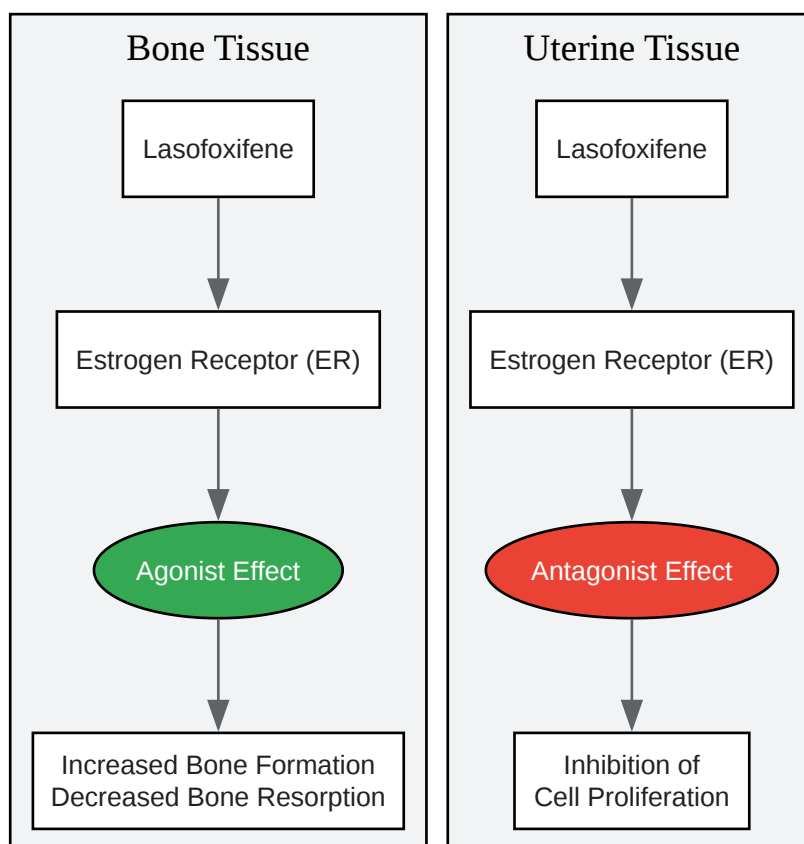 Bone Tissue
Lasofoxifene
Estrogen Receptor (ER)
Agonist Effect
Increased Bone Formation
Decreased Bone Resorption
Uterine Tissue
Lasofoxifene
Estrogen Receptor (ER)
Antagonist Effect
Inhibition of
Cell Proliferation